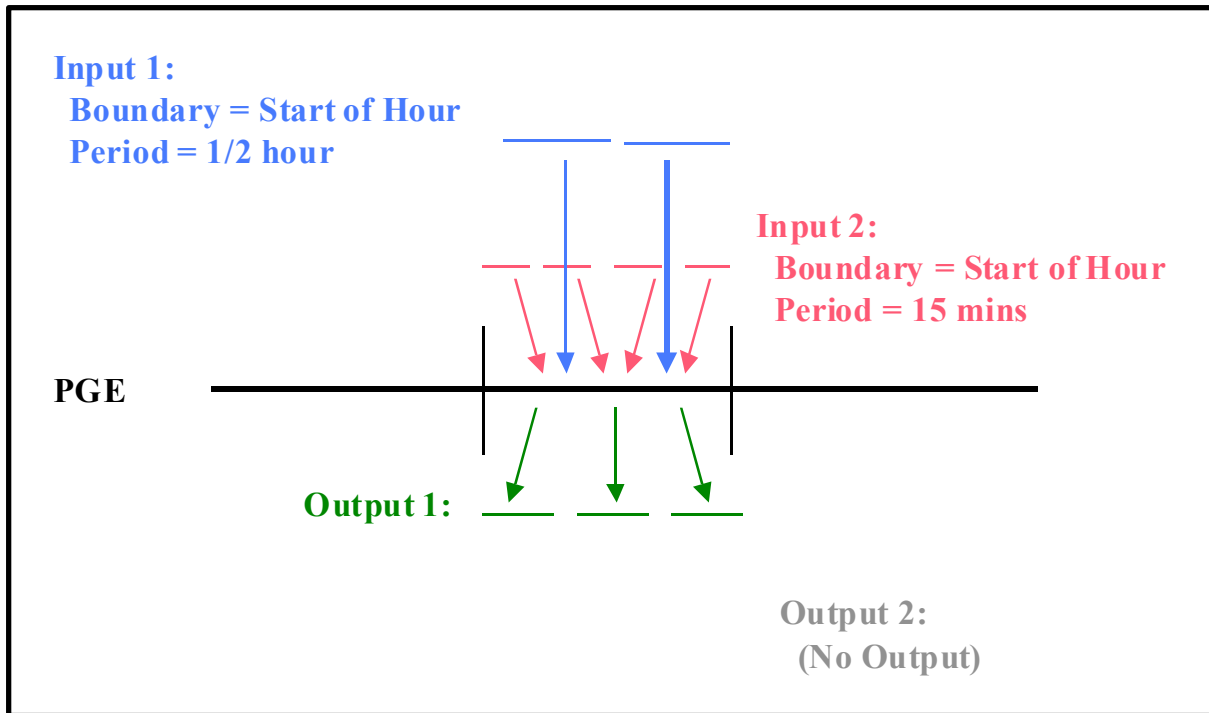 Input 1:
Boundary = Start of Hour
Period = 1/2 hour
Input 2:
Boundary = Start of Hour
Period = 15 mins
PGE
Output 1:
Output 2:
(No Output)